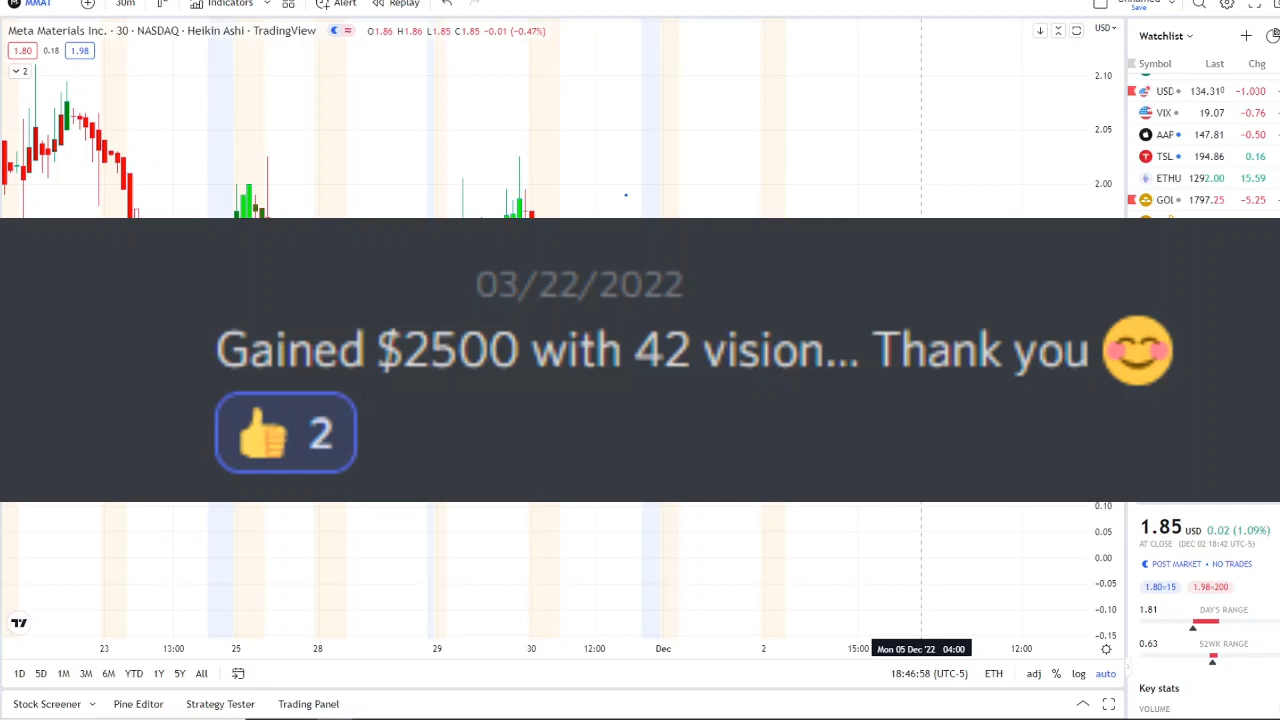 MMAT
30m
Indicators
Alert
Replay
Save
Meta Materials Inc. · 30 · NASDAQ · Heikin Ashi · TradingView
O1.86 H1.86 L1.85 C1.85 −0.01 (−0.47%)
USD
1.80 0.18 1.98
2
2.10
2.05
2.00
Watchlist
Symbol Last Chg
USD 134.310 −1.030
VIX 19.07 −0.76
AAP 147.81 −0.50
TSL 194.86 0.16
ETHU 1292.00 15.59
GOL 1797.25 −5.25
03/22/2022
Gained $2500 with 42 vision... Thank you 😊
👍 2
0.10
0.05
0.00
−0.05
−0.10
−0.15
23 13:00 25 28 29 30 12:00 Dec 2 15:00 Mon 05 Dec '22 04:00 12:00
1D 5D 1M 3M 6M YTD 1Y 5Y All
18:46:58 (UTC-5) ETH adj % log auto
Stock Screener Pine Editor Strategy Tester Trading Panel
1.85 USD 0.02 (1.09%)
AT CLOSE (DEC 02 18:42 UTC-5)
POST MARKET • NO TRADES
1.80×15 1.98×200
1.81 DAY'S RANGE
0.63 52WK RANGE
Key stats
VOLUME